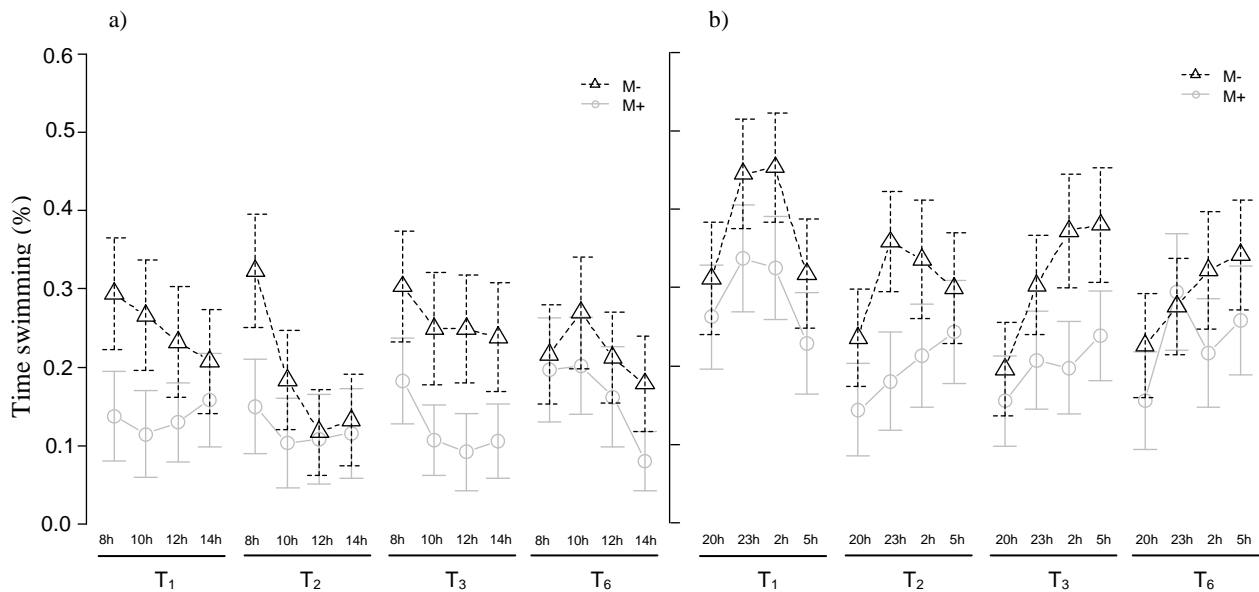 a) b)
0.6
M-
M+
M-
M+
0.5
0.4
0.3
0.2
0.1
0.0
Time swimming (%)
8h 10h 12h 14h 8h 10h 12h 14h 8h 10h 12h 14h 8h 10h 12h 14h 20h 23h 2h 5h 20h 23h 2h 5h 20h 23h 2h 5h 20h 23h 2h 5h
T1 T2 T3 T6 T1 T2 T3 T6